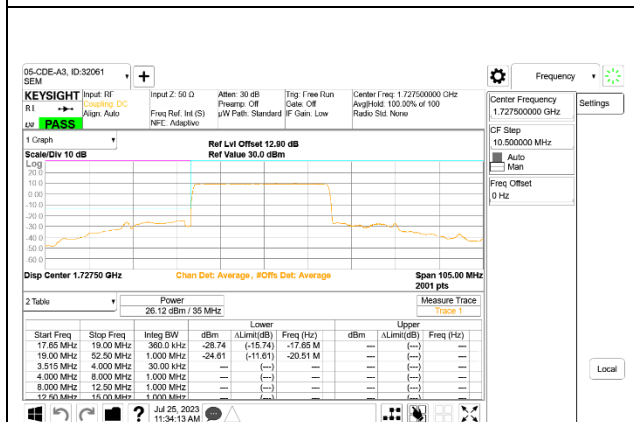 05-CDE-A3, ID:32061
SEM
Frequency
KEYSIGHT
Input: RF
Coupling: DC
Align: Auto
Input Z: 50 Ω
Freq Ref: Int (S)
NFE: Adaptive
Atten: 30 dB
Preamp: Off
µW Path: Standard
Trig: Free Run
Gate: Off
IF Gain: Low
Center Freq: 1.727500000 GHz
Avg|Hold: 100.00% of 100
Radio Std: None
PASS
Center Frequency
1.727500000 GHz
Settings
CF Step
10.500000 MHz
Auto
Man
Freq Offset
0 Hz
1 Graph
Scale/Div 10 dB
Ref Lvl Offset 12.90 dB
Ref Value 30.0 dBm
Log
20.0
10.0
0.00
-10.0
-20.0
-30.0
-40.0
-50.0
-60.0
Disp Center 1.72750 GHz
Chan Det: Average, #Offs Det: Average
Span 105.00 MHz
2001 pts
2 Table
Power
26.12 dBm / 35 MHz
Measure Trace
Trace 1
Lower Upper
Start Freq Stop Freq Integ BW dBm ΔLimit(dB) Freq (Hz) dBm ΔLimit(dB) Freq (Hz)
17.65 MHz 19.00 MHz 360.0 kHz -28.74 (-15.74) -17.65 M --- (---) ---
19.00 MHz 52.50 MHz 1.000 MHz -24.61 (-11.61) -20.51 M --- (---) ---
3.515 MHz 4.000 MHz 30.00 kHz --- (---) --- --- (---) ---
4.000 MHz 8.000 MHz 1.000 MHz --- (---) --- --- (---) ---
8.000 MHz 12.50 MHz 1.000 MHz --- (---) --- --- (---) ---
12.50 MHz 15.00 MHz 1.000 MHz --- (---) --- --- (---) ---
Local
Jul 25, 2023
11:34:13 AM